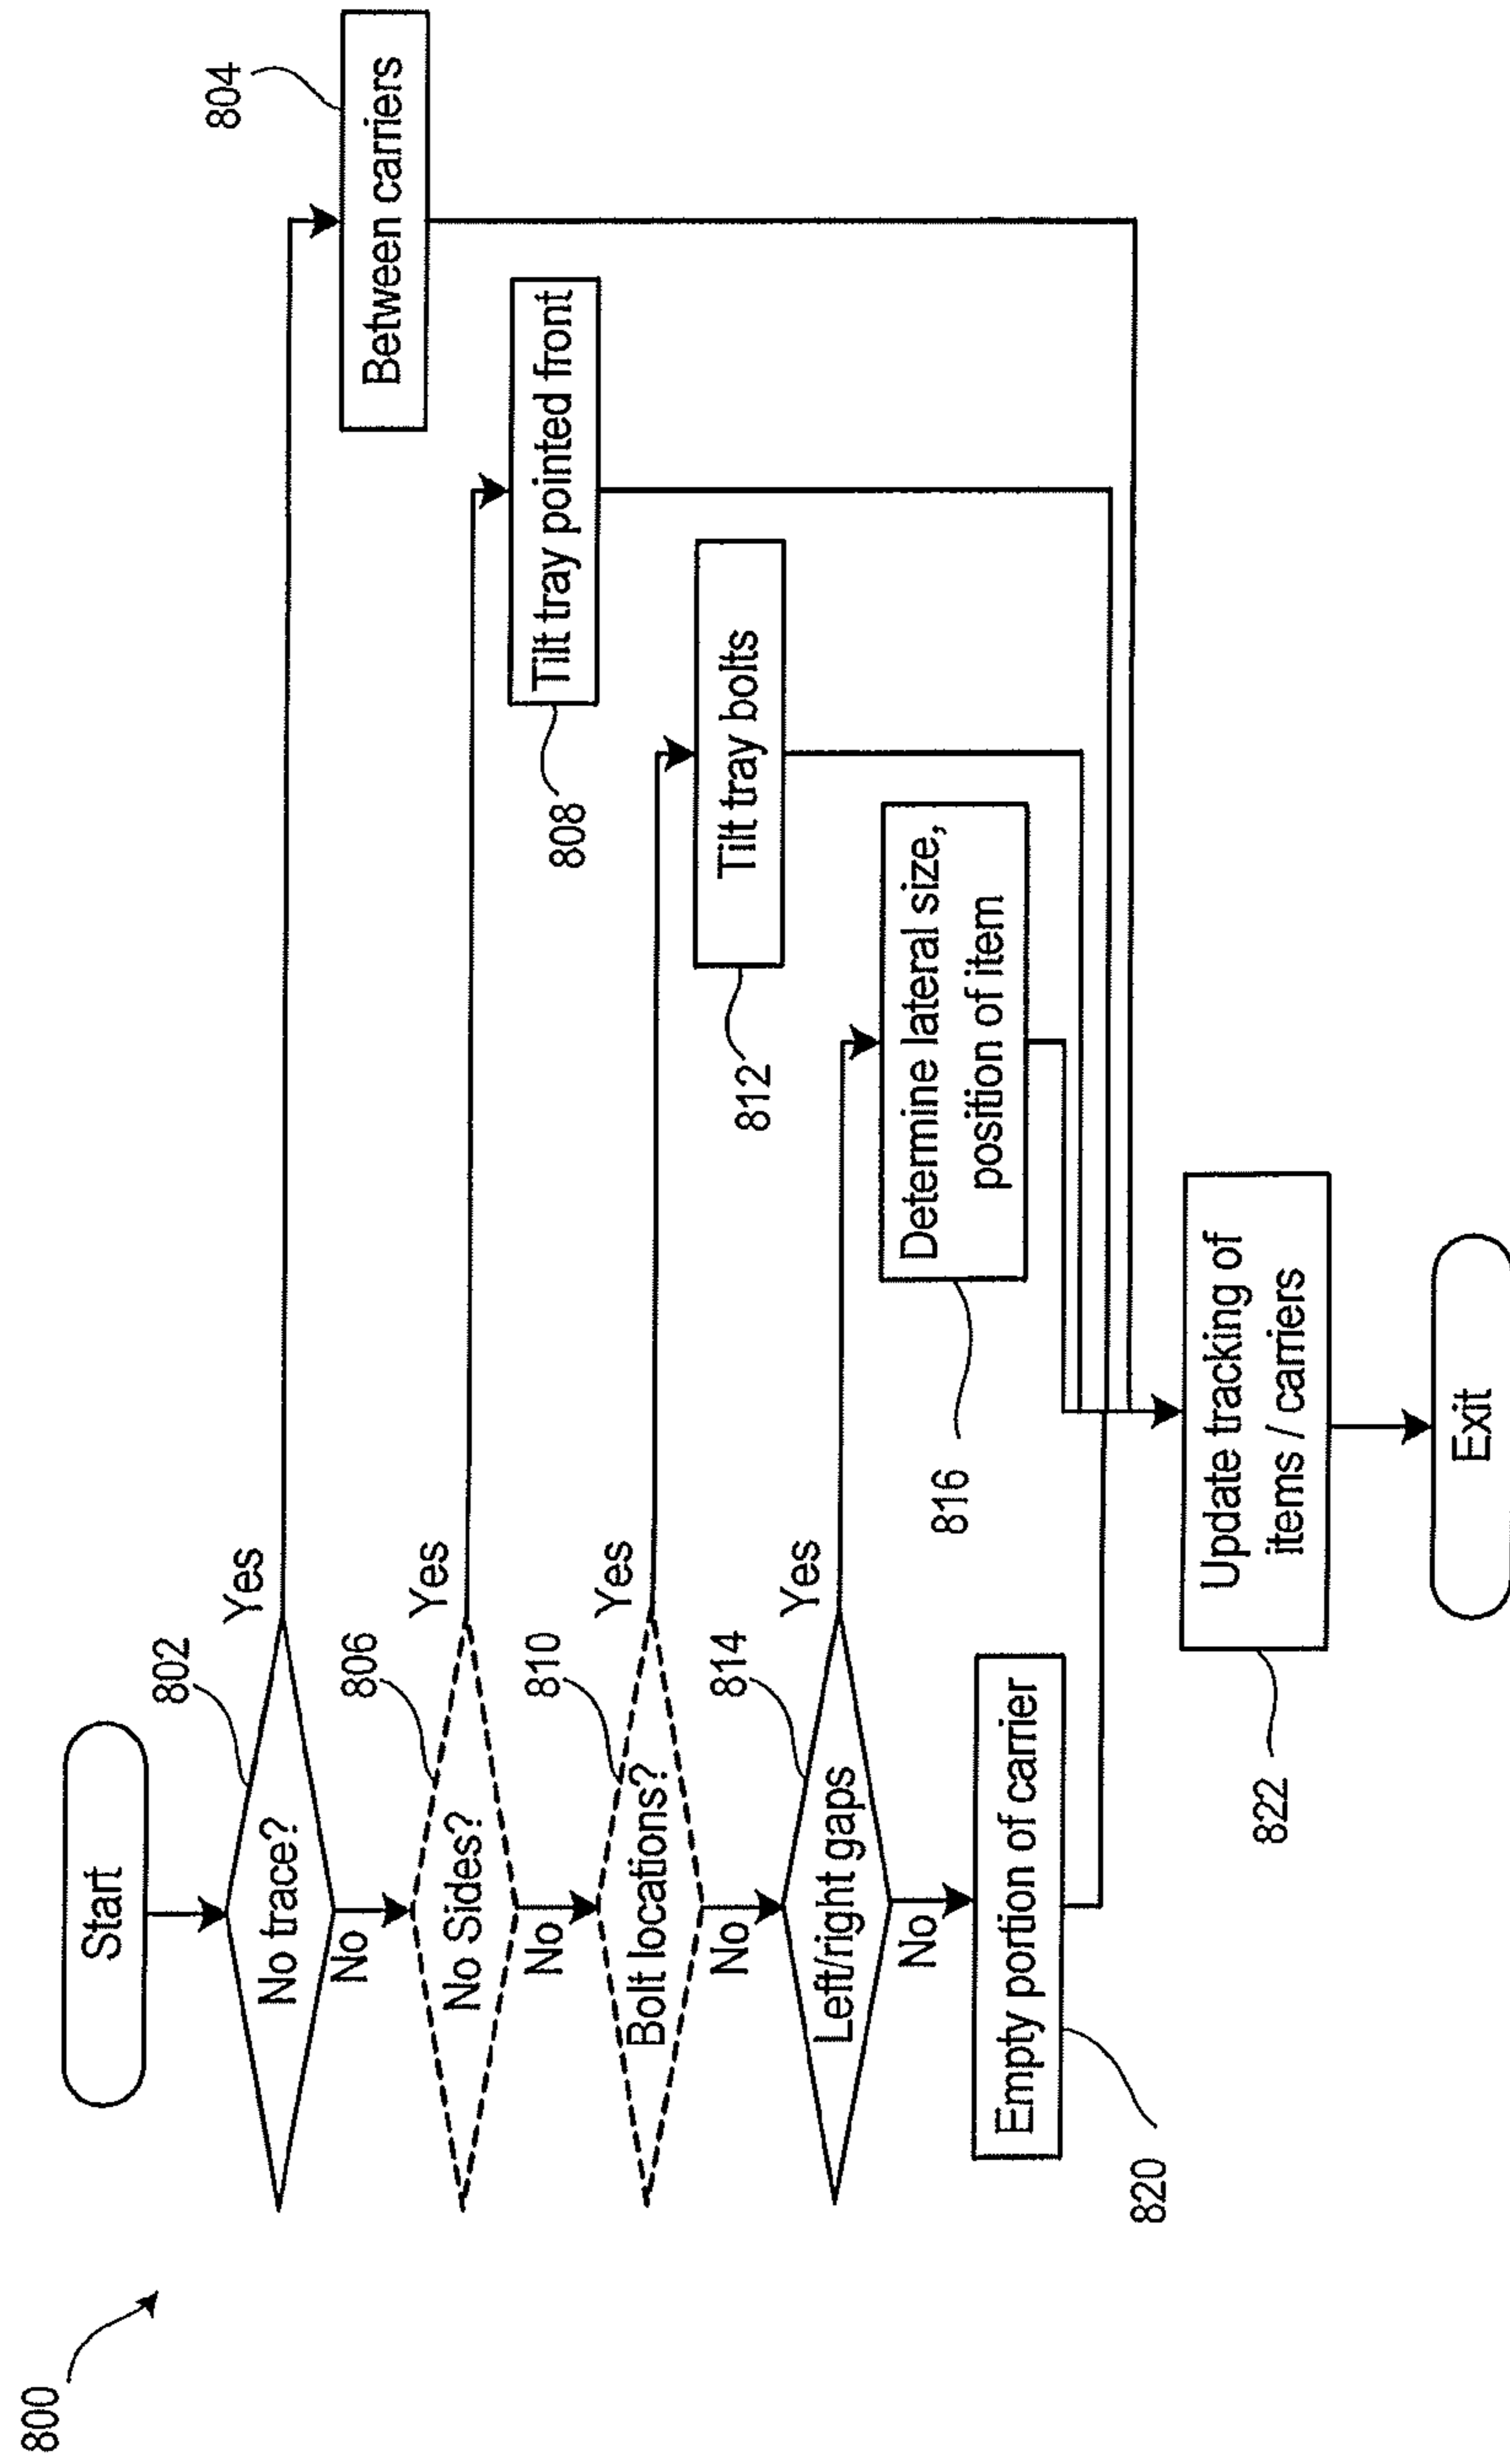 800
Start
802
No trace?
Yes
804
Between carriers
No
806
No Sides?
Yes
808
Tilt tray pointed front
No
810
Bolt locations?
Yes
812
Tilt tray bolts
No
814
Left/right gaps
Yes
816
Determine lateral size,
position of item
No
820
Empty portion of carrier
822
Update tracking of
items / carriers
Exit